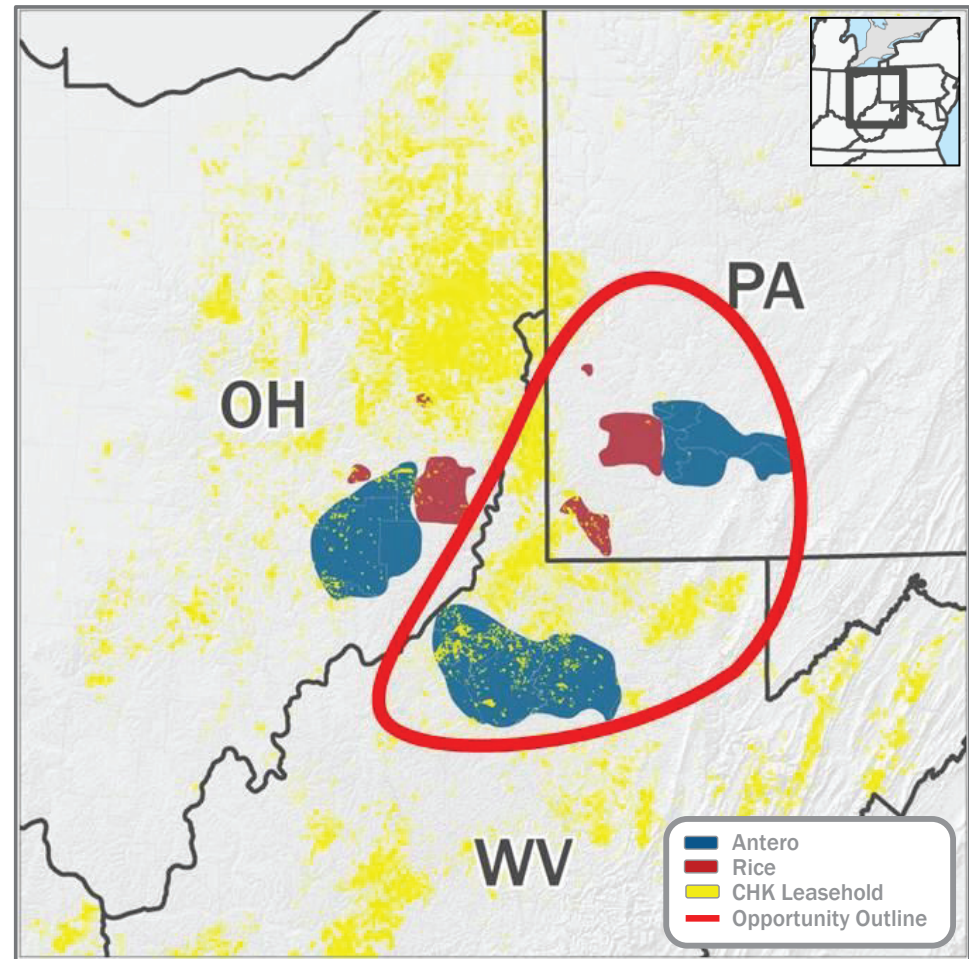 PA
OH
WV
Antero
Rice
CHK Leasehold
Opportunity Outline